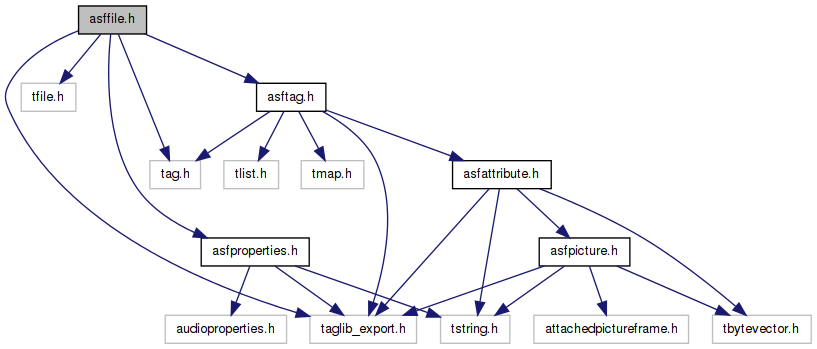 asffile.h
tfile.h
asftag.h
tag.h
tlist.h
tmap.h
asfattribute.h
asfproperties.h
asfpicture.h
audioproperties.h
taglib_export.h
tstring.h
attachedpictureframe.h
tbytevector.h